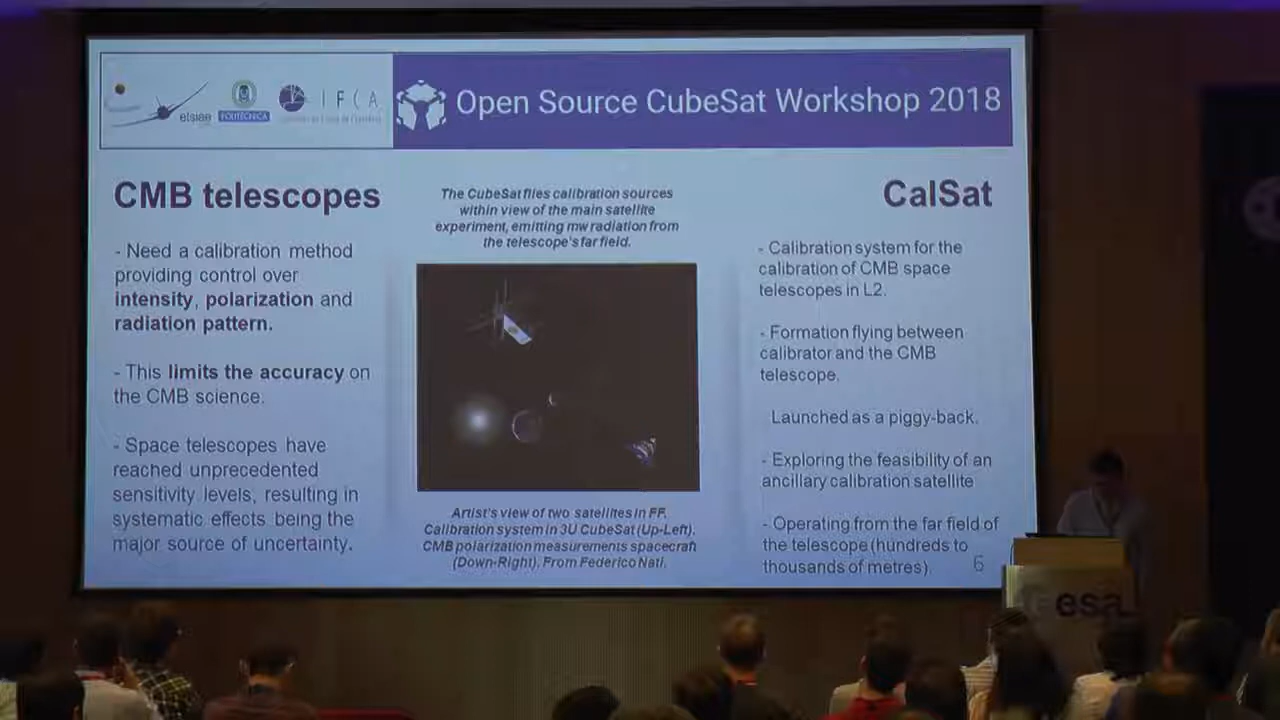 etsiae
POLITÉCNICA
I F C A
Open Source CubeSat Workshop 2018
CMB telescopes
- Need a calibration method
providing control over
intensity, polarization and
radiation pattern.
- This limits the accuracy on
the CMB science.
- Space telescopes have
reached unprecedented
sensitivity levels, resulting in
systematic effects being the
major source of uncertainty.
The CubeSat flies calibration sources
within view of the main satellite
experiment, emitting mw radiation from
the telescope's far field.
Artist's view of two satellites in FF.
Calibration system in 3U CubeSat (Up-Left).
CMB polarization measurements spacecraft
(Down-Right). From Federico Nati.
CalSat
- Calibration system for the
calibration of CMB space
telescopes in L2.
- Formation flying between
calibrator and the CMB
telescope.
Launched as a piggy-back.
- Exploring the feasibility of an
ancillary calibration satellite
- Operating from the far field of
the telescope (hundreds to
thousands of metres).
6
esa